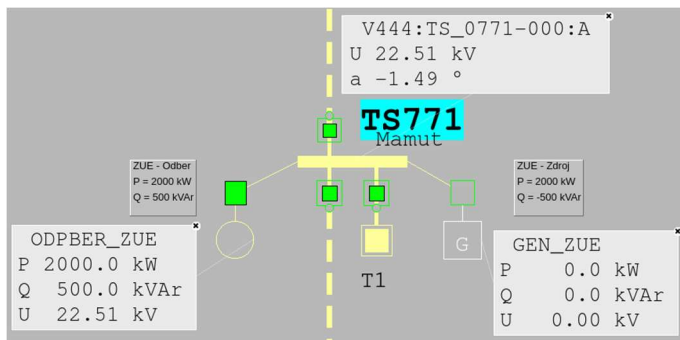 V444:TS_0771-000:A
U 22.51 kV
a -1.49 °
TS771
Mamut
ZUE - Odber
P = 2000 kW
Q = 500 kVAr
ZUE - Zdroj
P = 2000 kW
Q = -500 kVAr
ODPBER_ZUE
P 2000.0 kW
Q 500.0 kVAr
U 22.51 kV
T1
G
GEN_ZUE
P 0.0 kW
Q 0.0 kVAr
U 0.00 kV